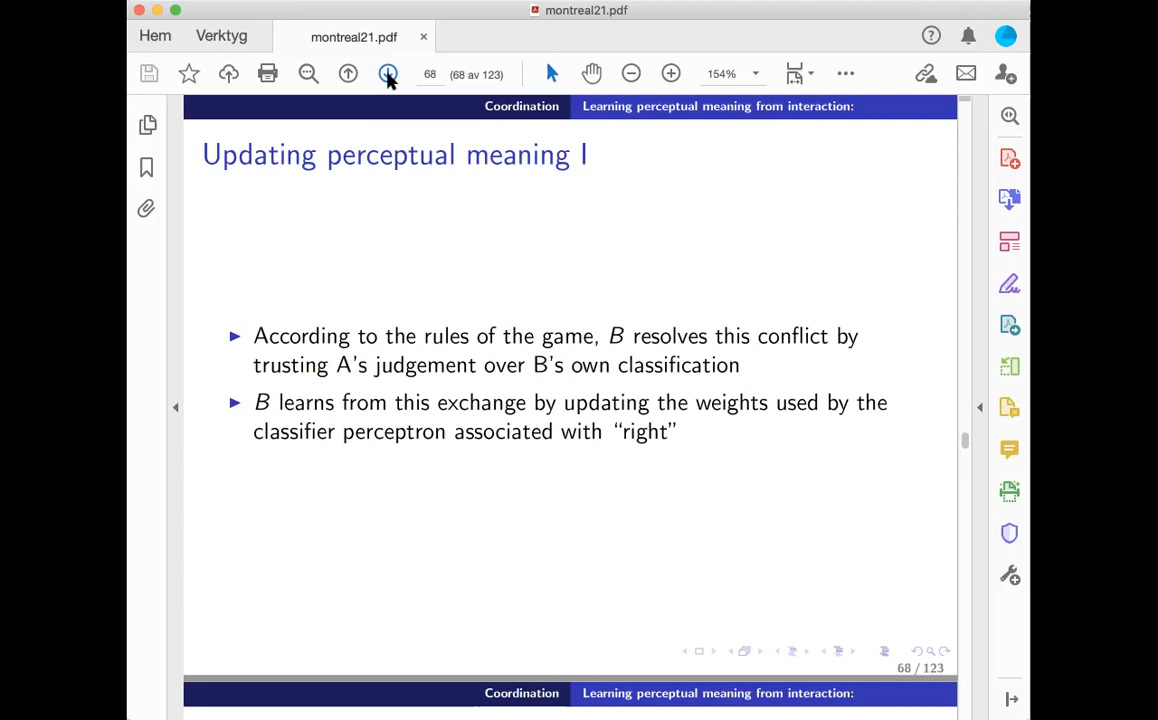 montreal21.pdf
Hem
Verktyg
montreal21.pdf
×
68
(68 av 123)
154%
Coordination
Learning perceptual meaning from interaction:
Updating perceptual meaning I
According to the rules of the game, B resolves this conflict by
trusting A's judgement over B's own classification
B learns from this exchange by updating the weights used by the
classifier perceptron associated with “right”
68 / 123
Coordination
Learning perceptual meaning from interaction: